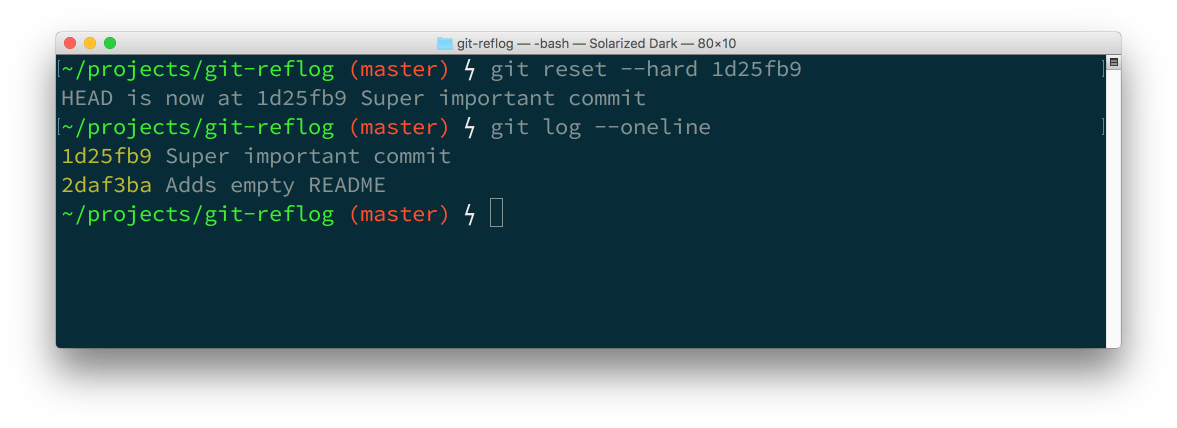 git-reflog — -bash — Solarized Dark — 80×10
[~/projects/git-reflog (master) ϟ git reset --hard 1d25fb9 ]
HEAD is now at 1d25fb9 Super important commit
[~/projects/git-reflog (master) ϟ git log --oneline ]
1d25fb9 Super important commit
2daf3ba Adds empty README
~/projects/git-reflog (master) ϟ